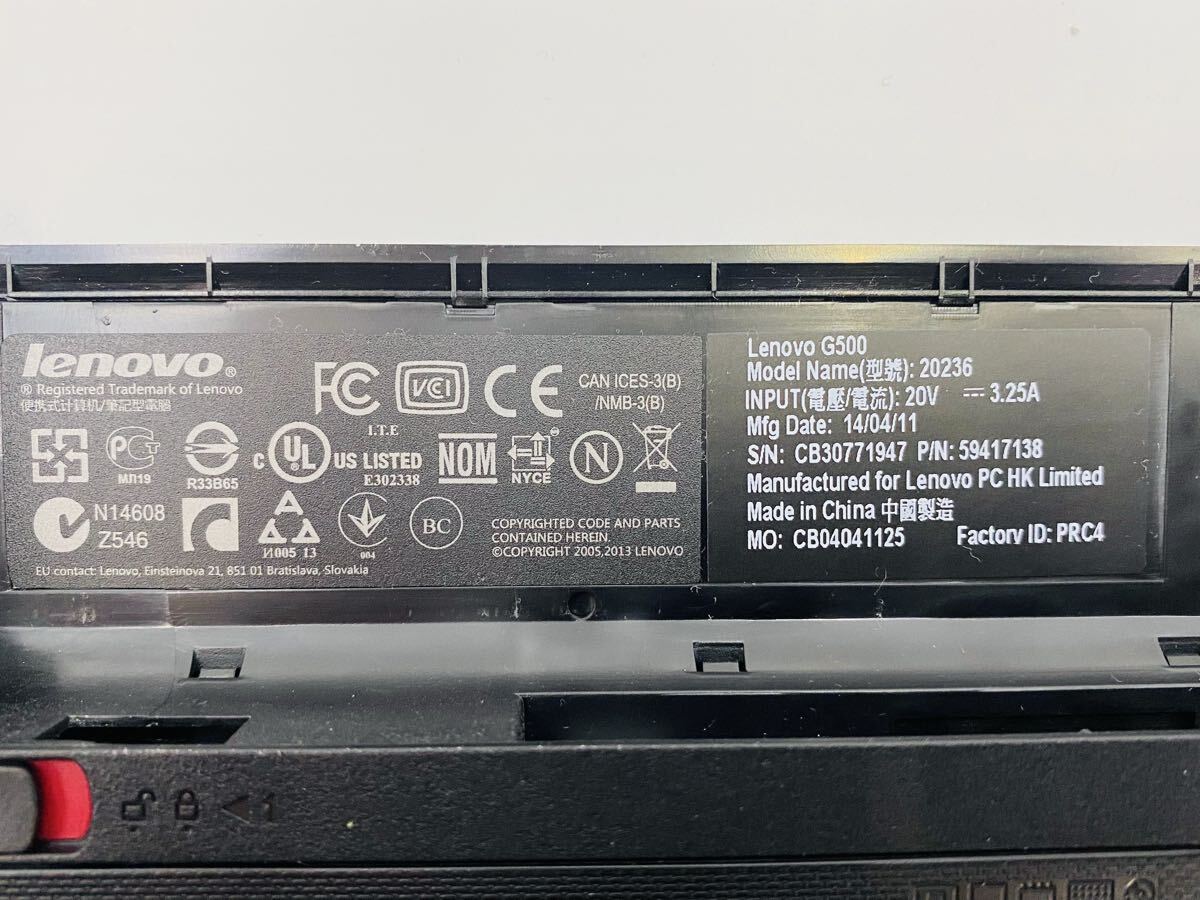 lenovo®
® Registered Trademark of Lenovo
便携式计算机/筆記型電腦
FC
VCI
CE
CAN ICES-3(B)
/NMB-3(B)
I.T.E
МЛ19
R33B65
C UL US LISTED
E302338
NOM
NYCE
N
N14608
Z546
И005 13
004
BC
COPYRIGHTED CODE AND PARTS
CONTAINED HEREIN.
©COPYRIGHT 2005,2013 LENOVO
EU contact: Lenovo, Einsteinova 21, 851 01 Bratislava, Slovakia
Lenovo G500
Model Name(型號): 20236
INPUT(電壓/電流): 20V ⎓ 3.25A
Mfg Date: 14/04/11
S/N: CB30771947 P/N: 59417138
Manufactured for Lenovo PC HK Limited
Made in China 中國製造
MO: CB04041125 Factory ID: PRC4
1